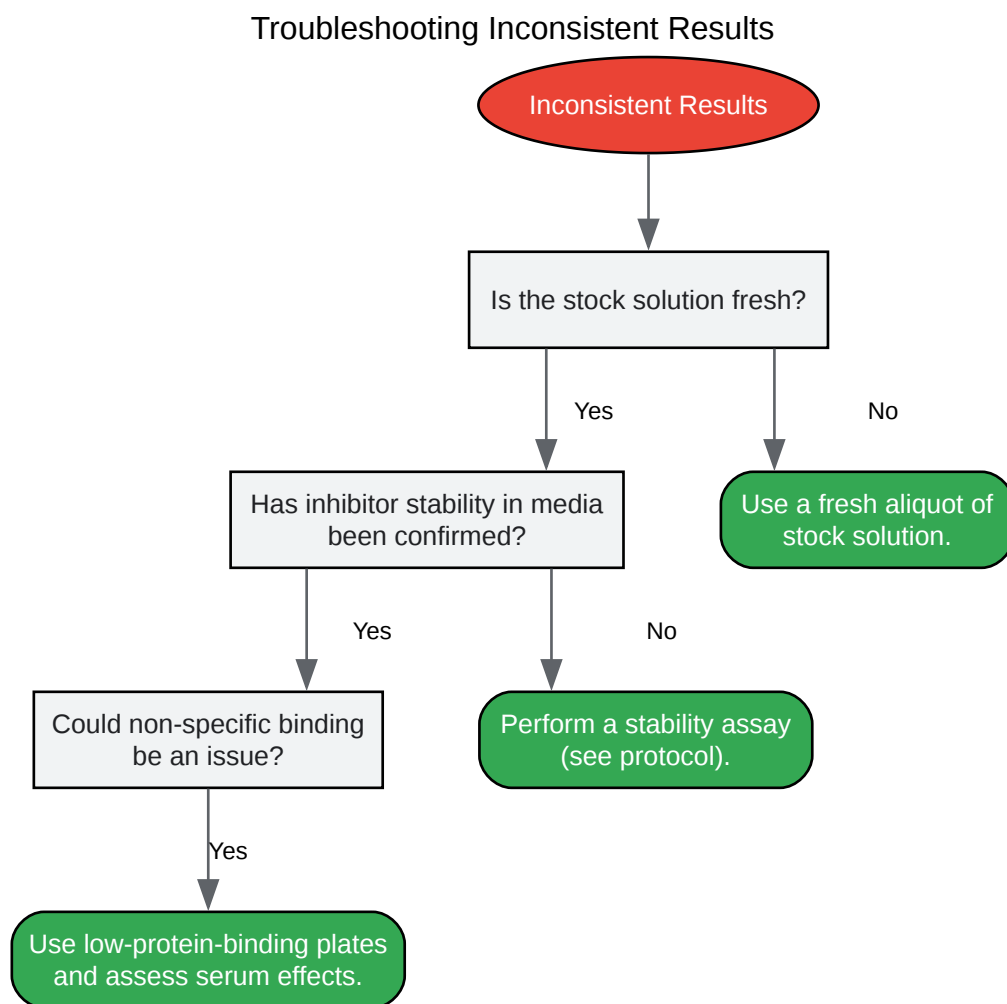 Troubleshooting Inconsistent Results
Inconsistent Results
Is the stock solution fresh?
Yes
No
Has inhibitor stability in media
been confirmed?
Use a fresh aliquot of
stock solution.
Yes
No
Could non-specific binding
be an issue?
Perform a stability assay
(see protocol).
Yes
Use low-protein-binding plates
and assess serum effects.